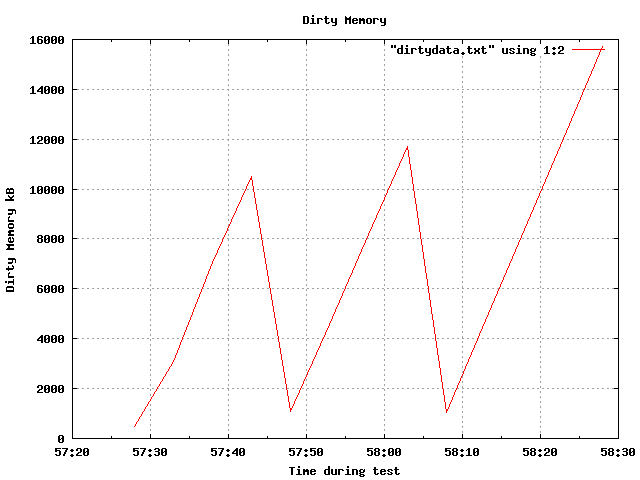 Dirty Memory
"dirtydata.txt" using 1:2
16000
14000
12000
10000
8000
6000
4000
2000
0
Dirty Memory kB
57:20 57:30 57:40 57:50 58:00 58:10 58:20 58:30
Time during test